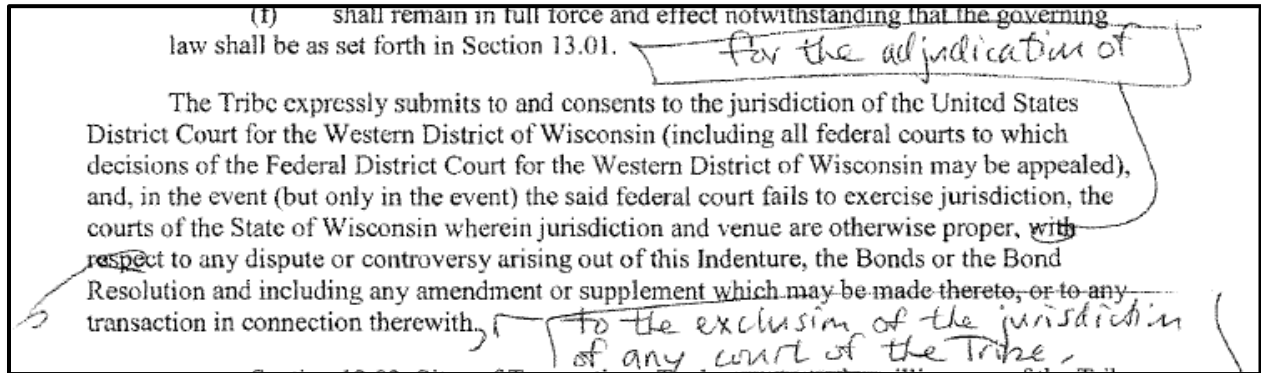 (f) shall remain in full force and effect notwithstanding that the governing
law shall be as set forth in Section 13.01.
for the adjudication of
The Tribe expressly submits to and consents to the jurisdiction of the United States
District Court for the Western District of Wisconsin (including all federal courts to which
decisions of the Federal District Court for the Western District of Wisconsin may be appealed),
and, in the event (but only in the event) the said federal court fails to exercise jurisdiction, the
courts of the State of Wisconsin wherein jurisdiction and venue are otherwise proper, with
respect to any dispute or controversy arising out of this Indenture, the Bonds or the Bond
Resolution and including any amendment or supplement which may be made thereto, or to any
transaction in connection therewith,
to the exclusion of the jurisdiction
of any court of the Tribe.